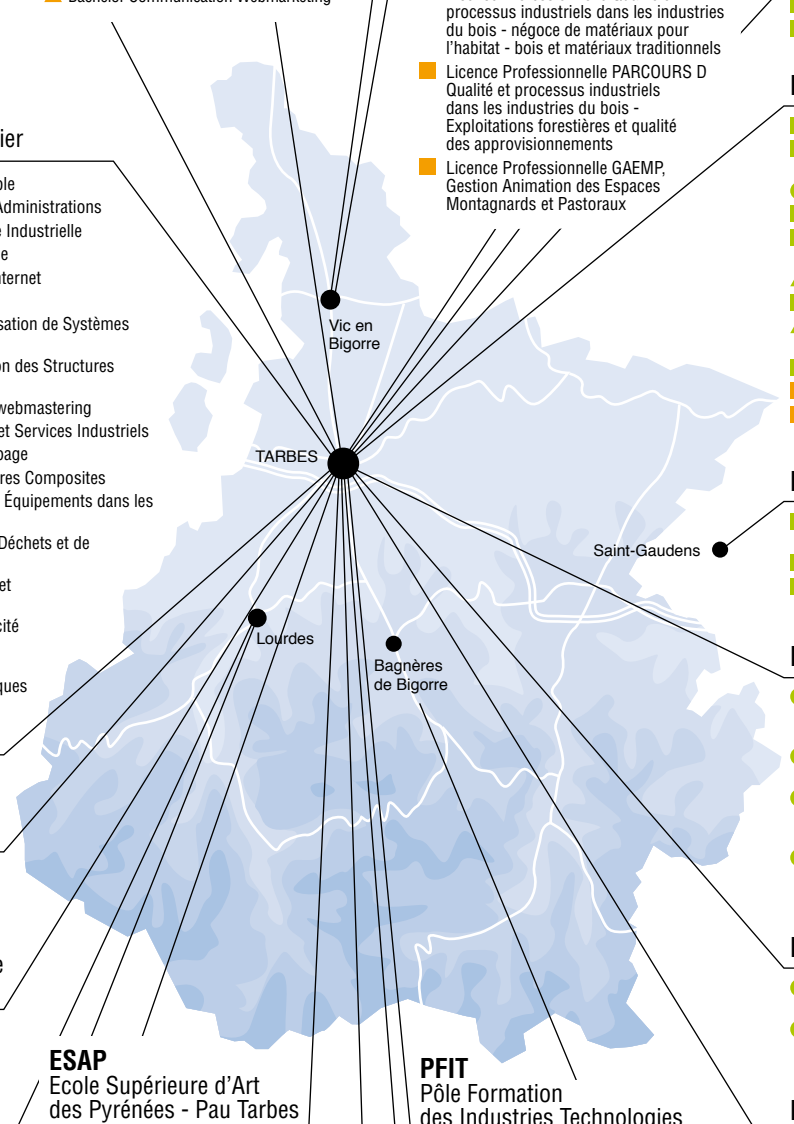 processus industriels dans les industries
du bois - négoce de matériaux pour
l’habitat - bois et matériaux traditionnels
Licence Professionnelle PARCOURS D
Qualité et processus industriels
dans les industries du bois -
Exploitations forestières et qualité
des approvisionnements
Licence Professionnelle GAEMP,
Gestion Animation des Espaces
Montagnards et Pastoraux
ier
ble
Administrations
e Industrielle
e
nternet
sation de Systèmes
on des Structures
webmastering
et Services Industriels
page
res Composites
Équipements dans les
Déchets et de
et
cité
ques
e
Vic en
Bigorre
TARBES
Saint-Gaudens
Lourdes
Bagnères
de Bigorre
ESAP
Ecole Supérieure d’Art
des Pyrénées - Pau Tarbes
PFIT
Pôle Formation
des Industries Technologies